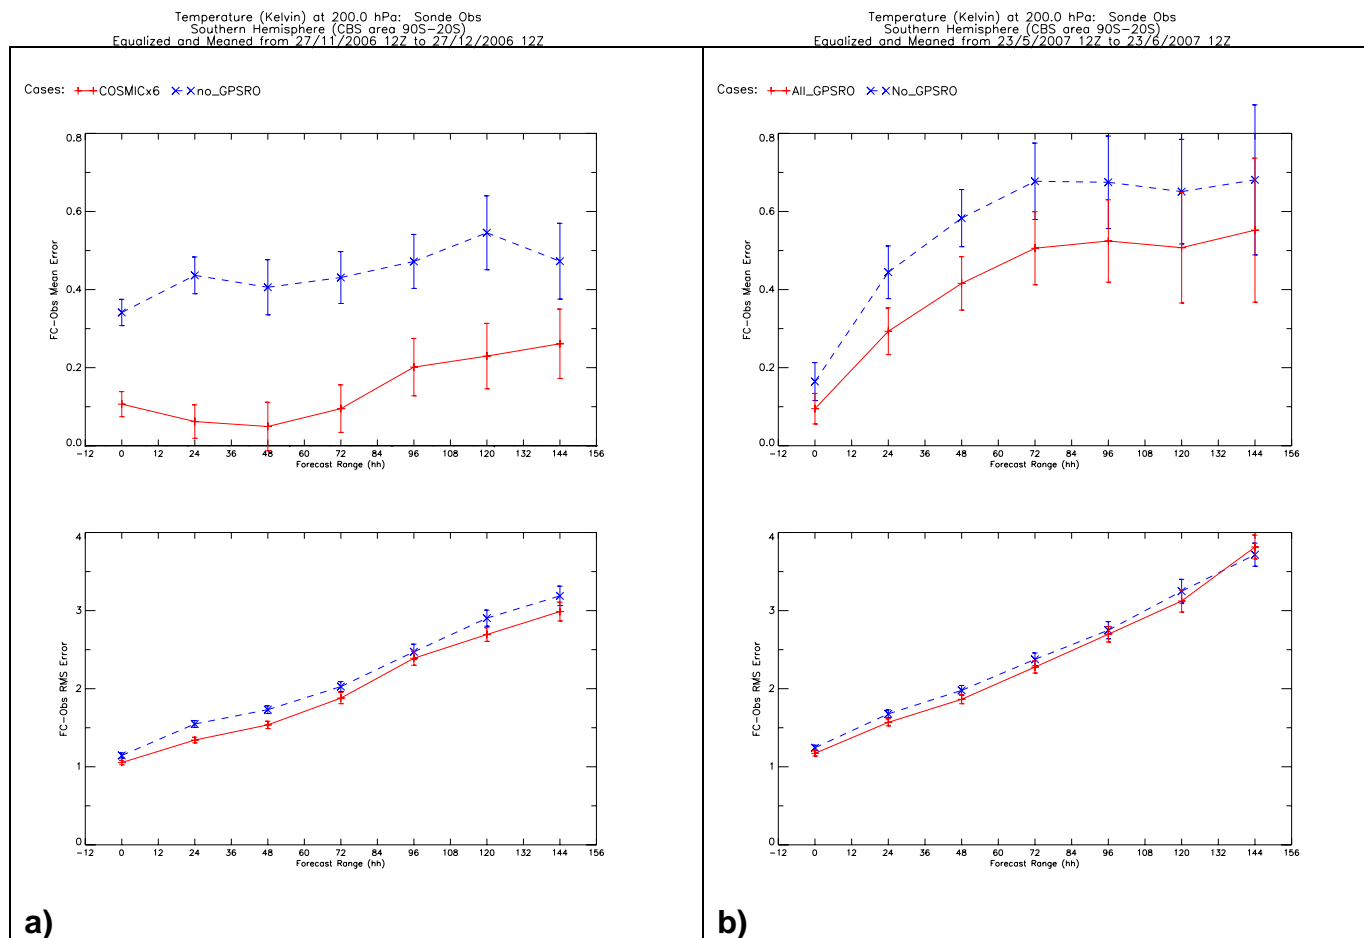 Temperature (Kelvin) at 200.0 hPa: Sonde Obs
Southern Hemisphere (CBS area 90S-20S)
Equalized and Meaned from 27/11/2006 12Z to 27/12/2006 12Z
Cases: COSMICx6 no_GPSRO
FC-Obs Mean Error
0.8
0.6
0.4
0.2
0.0
-12 0 12 24 36 48 60 72 84 96 108 120 132 144 156
Forecast Range (hh)
FC-Obs RMS Error
4
3
2
1
0
-12 0 12 24 36 48 60 72 84 96 108 120 132 144 156
Forecast Range (hh)
a)
Temperature (Kelvin) at 200.0 hPa: Sonde Obs
Southern Hemisphere (CBS area 90S-20S)
Equalized and Meaned from 23/5/2007 12Z to 23/6/2007 12Z
Cases: All_GPSRO No_GPSRO
FC-Obs Mean Error
0.8
0.6
0.4
0.2
0.0
-12 0 12 24 36 48 60 72 84 96 108 120 132 144 156
Forecast Range (hh)
FC-Obs RMS Error
4
3
2
1
0
-12 0 12 24 36 48 60 72 84 96 108 120 132 144 156
Forecast Range (hh)
b)